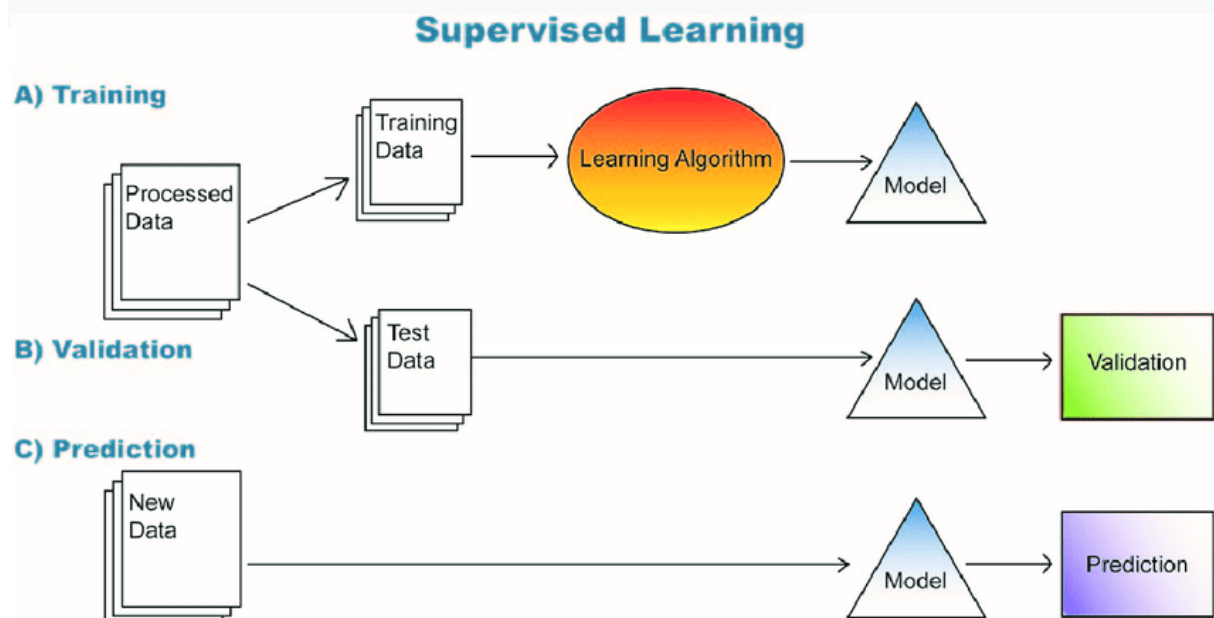 Supervised Learning
A) Training
Training
Data
Learning Algorithm
Model
Processed
Data
B) Validation
Test
Data
Model
Validation
C) Prediction
New
Data
Model
Prediction